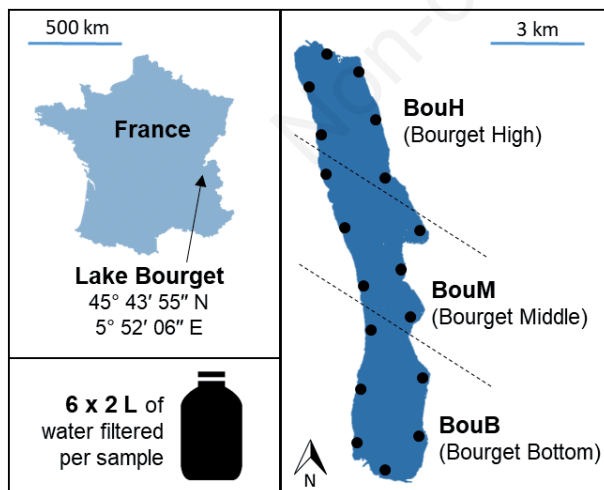 500 km
France
Lake Bourget
45° 43′ 55″ N
5° 52′ 06″ E
6 x 2 L of
water filtered
per sample
3 km
BouH
(Bourget High)
BouM
(Bourget Middle)
BouB
(Bourget Bottom)
N